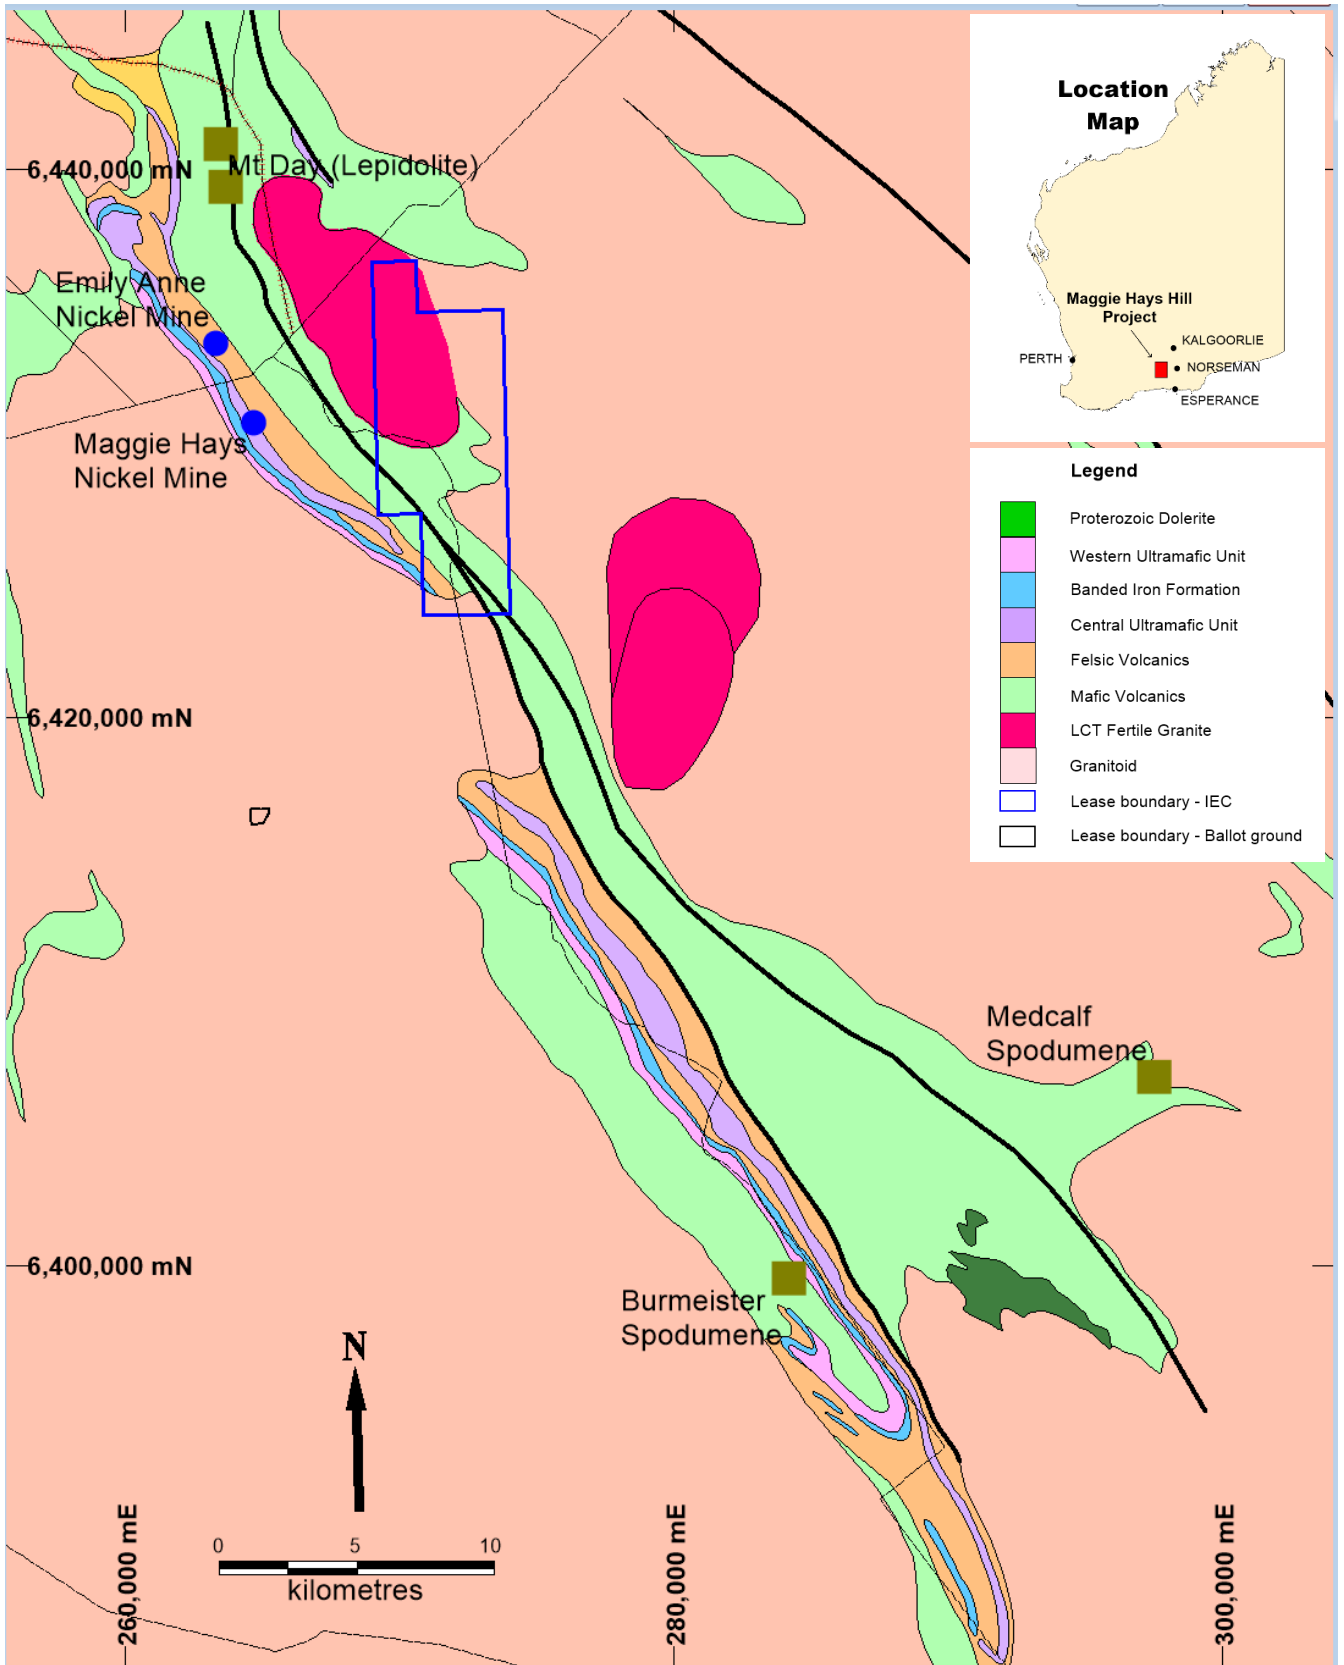 Location
Map
Maggie Hays Hill
Project
KALGOORLIE
PERTH
NORSEMAN
ESPERANCE
6,440,000 mN
Mt Day (Lepidolite)
Emily Anne
Nickel Mine
Maggie Hays
Nickel Mine
Legend
Proterozoic Dolerite
Western Ultramafic Unit
Banded Iron Formation
Central Ultramafic Unit
Felsic Volcanics
Mafic Volcanics
LCT Fertile Granite
Granitoid
Lease boundary - IEC
Lease boundary - Ballot ground
6,420,000 mN
Medcalf
Spodumene
6,400,000 mN
Burmeister
Spodumene
N
0 5 10
kilometres
260,000 mE
280,000 mE
300,000 mE